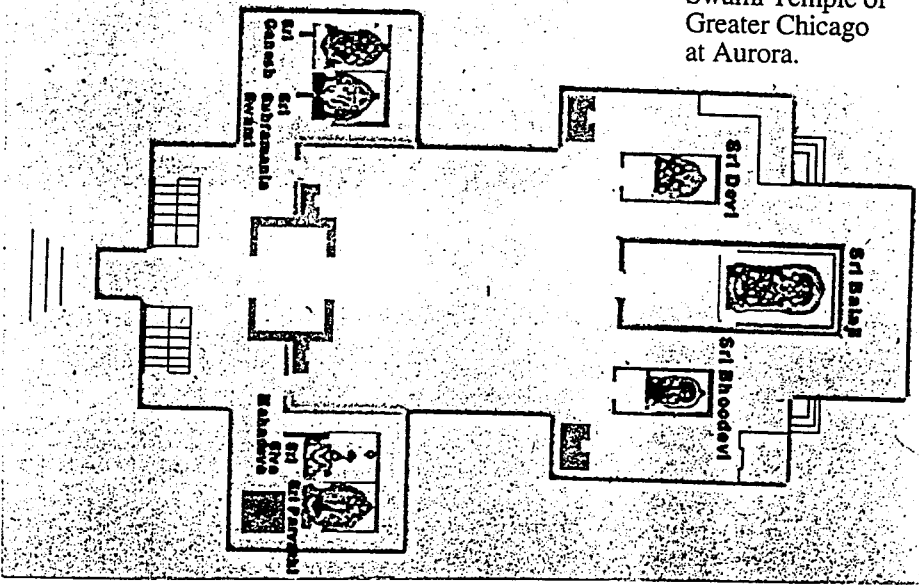 Swami Temple of
Greater Chicago
at Aurora.
Sri
Ganesh
Sri
Subramania
Swami
Sri Devi
Sri Balaji
Sri Bhoodevi
Sri
Siva
Mahadeva
Sri Parvathi